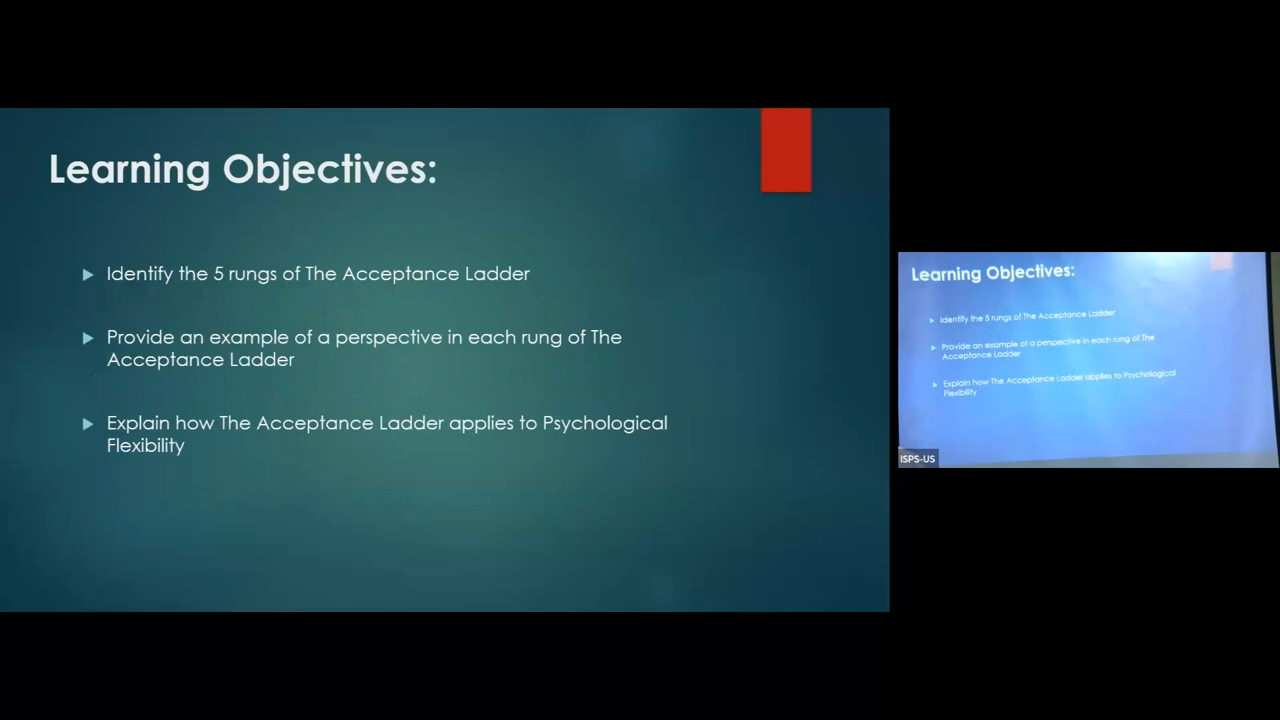 Learning Objectives:
Identify the 5 rungs of The Acceptance Ladder
Provide an example of a perspective in each rung of The
Acceptance Ladder
Explain how The Acceptance Ladder applies to Psychological
Flexibility
Learning Objectives:
Identify the 5 rungs of The Acceptance Ladder
Provide an example of a perspective in each rung of The
Acceptance Ladder
Explain how The Acceptance Ladder applies to Psychological
Flexibility
ISPS-US